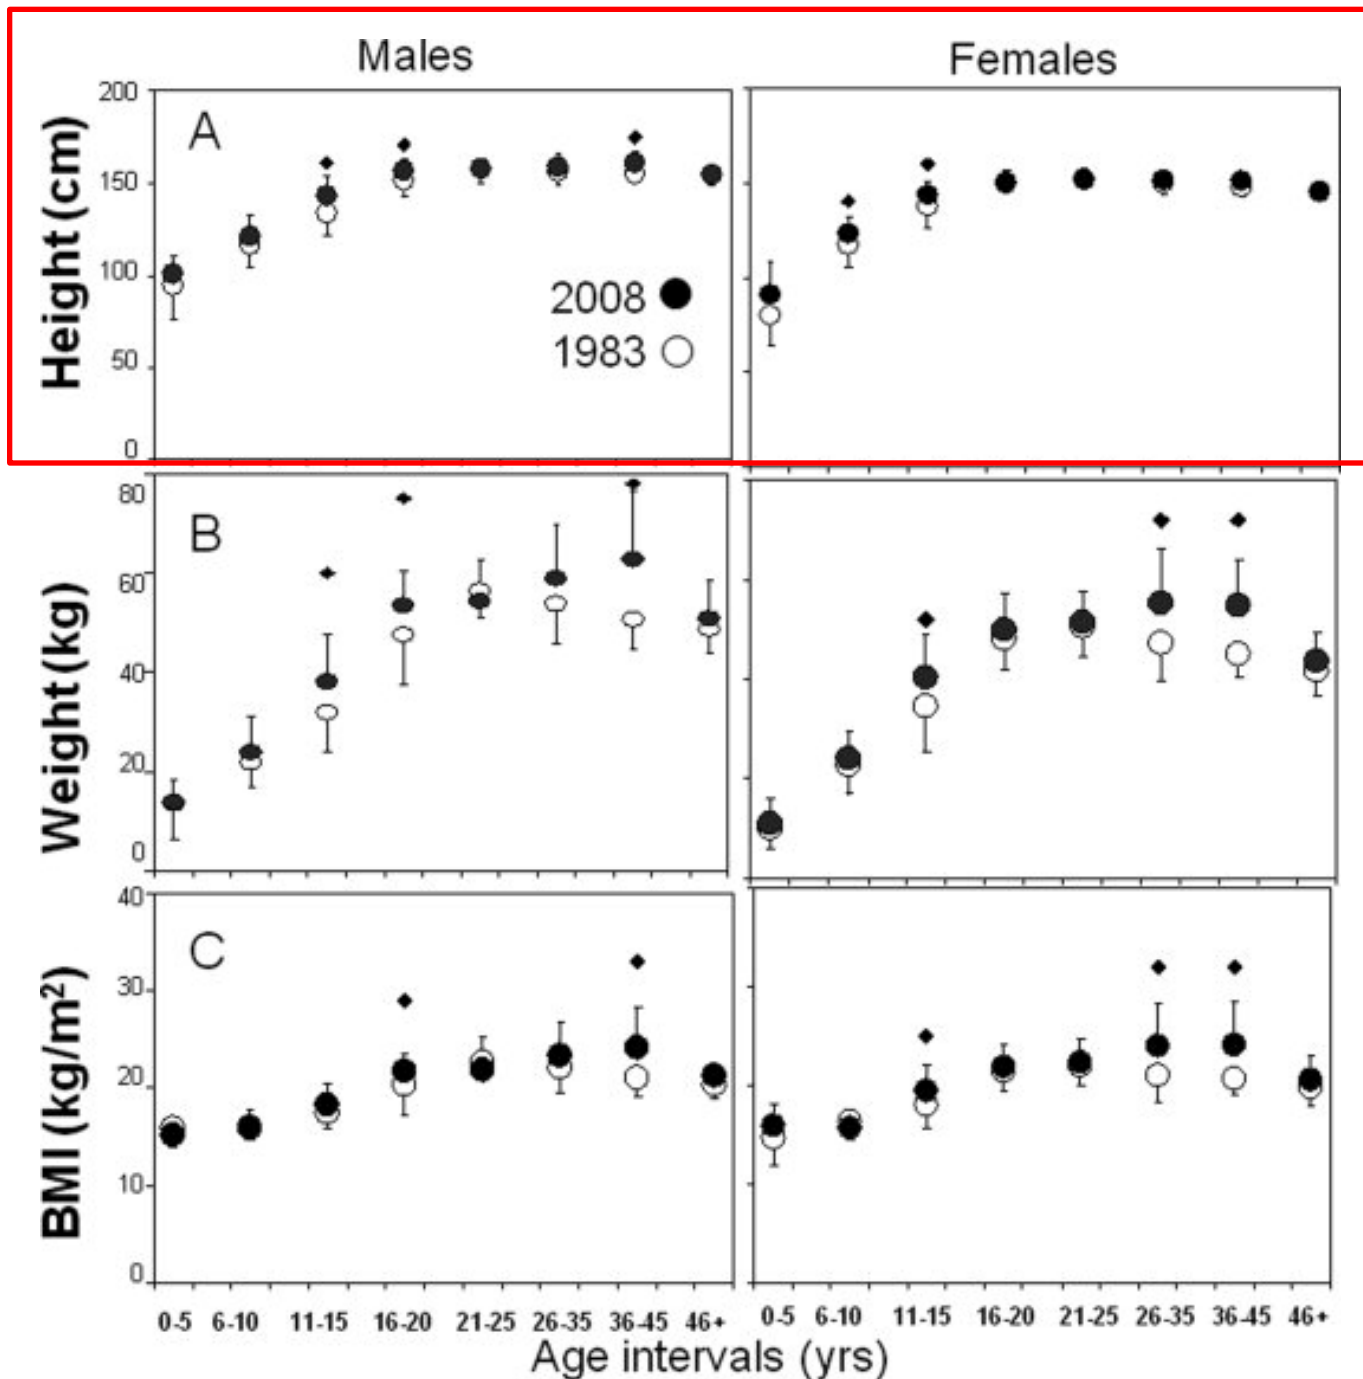 Males
Females
Height (cm)
200
150
100
50
0
A
2008
1983
Weight (kg)
80
60
40
20
0
B
BMI (kg/m²)
40
30
20
10
0
C
0-5 6-10 11-15 16-20 21-25 26-35 36-45 46+
0-5 6-10 11-15 16-20 21-25 26-35 36-45 46+
Age intervals (yrs)